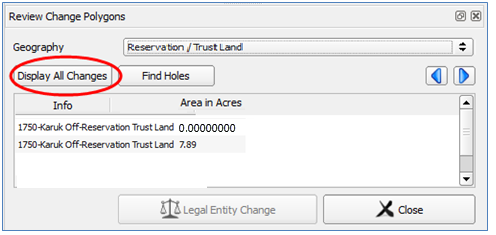 Review Change Polygons
Geography Reservation / Trust Land
Display All Changes Find Holes
Info Area in Acres
1750-Karuk Off-Reservation Trust Land 0.00000000
1750-Karuk Off-Reservation Trust Land 7.89
Legal Entity Change Close